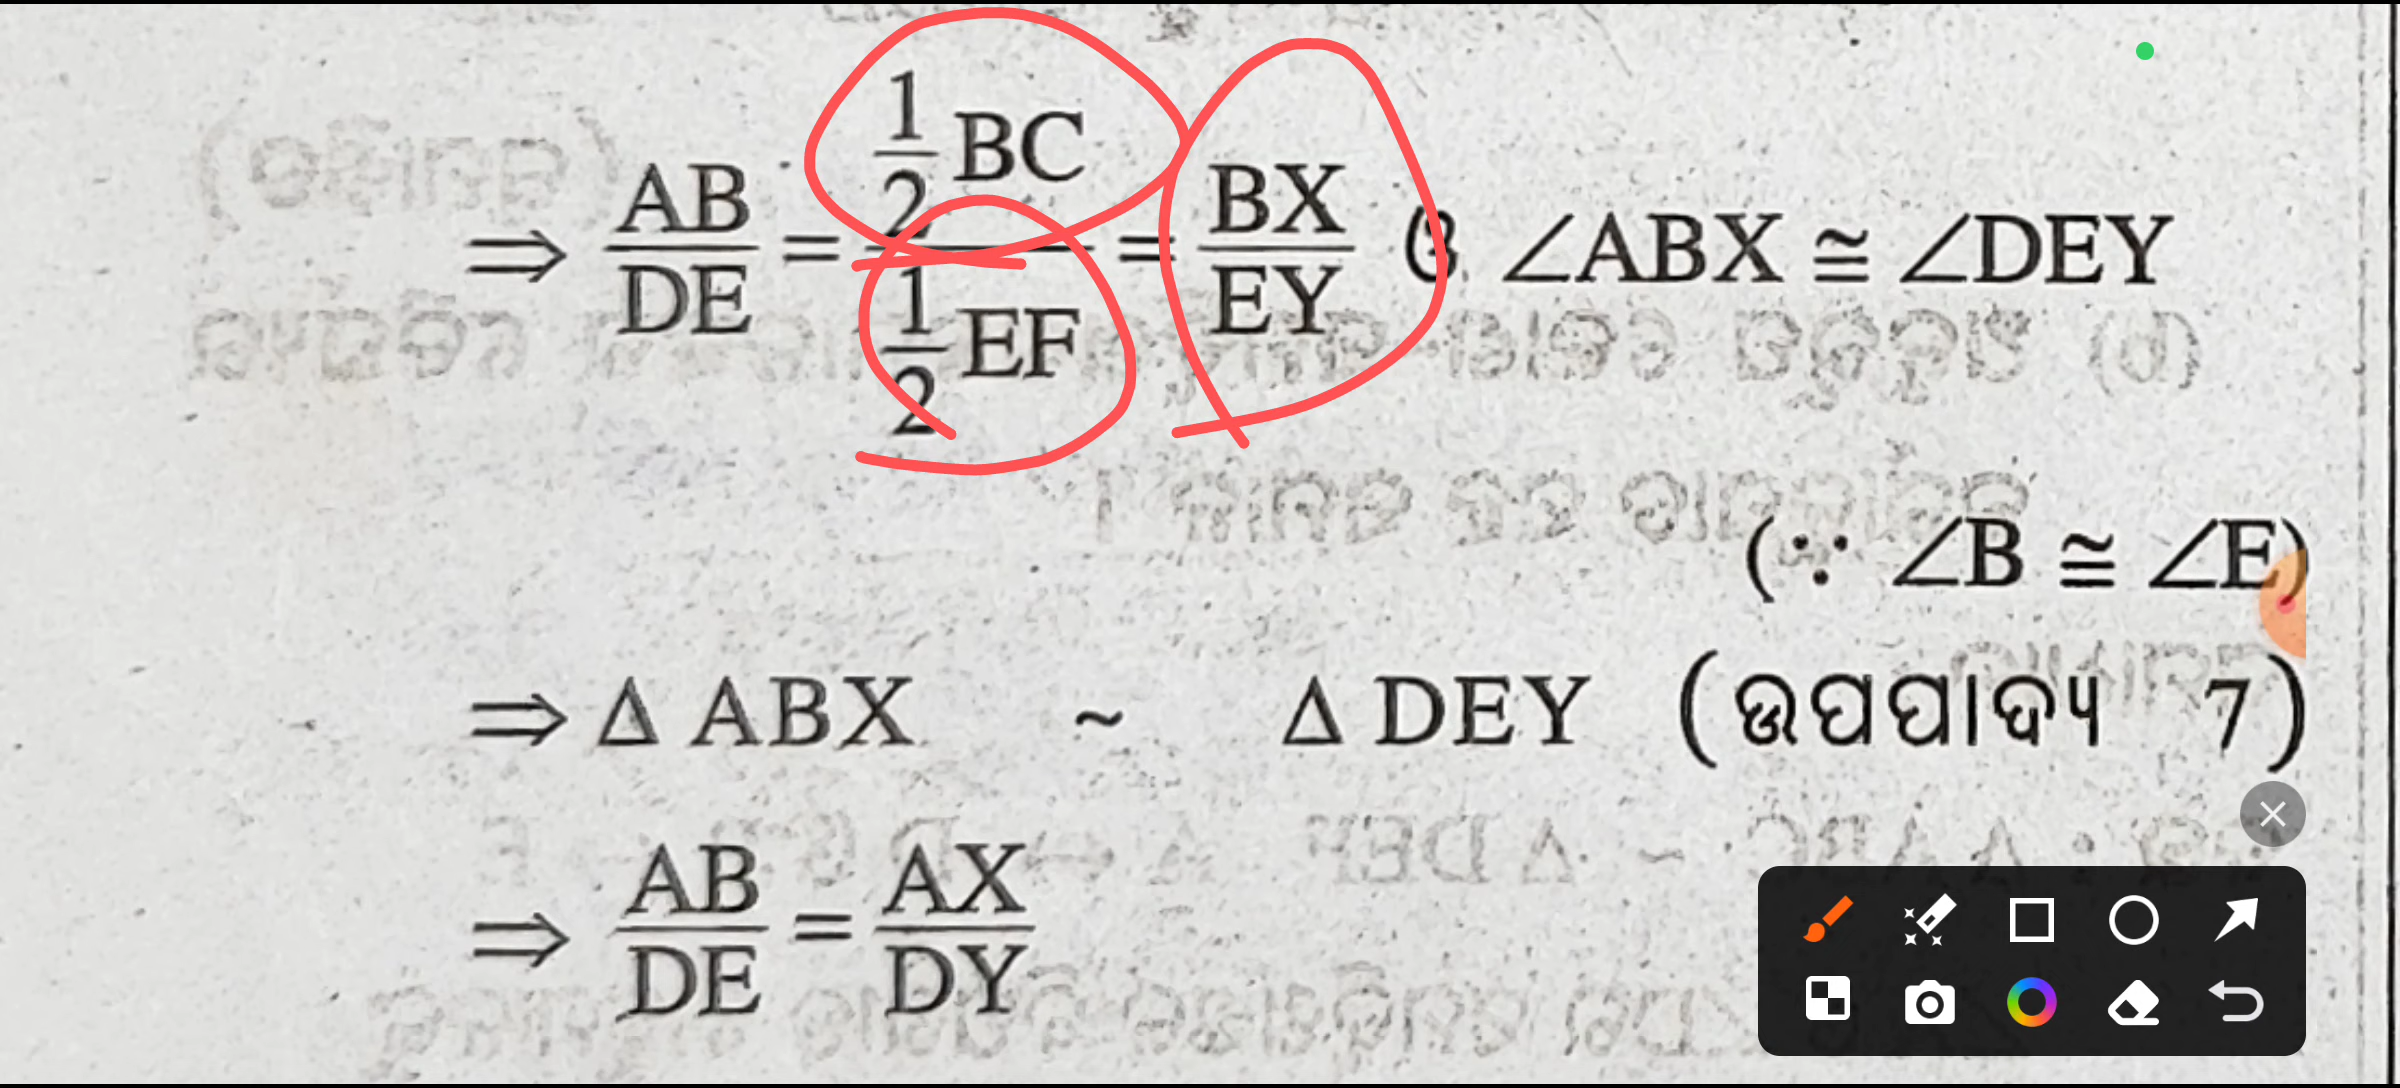 ⇒ AB/DE = (1/2 BC)/(1/2 EF) = BX/EY ଓ ∠ABX ≅ ∠DEY
(∵ ∠B ≅ ∠E)
⇒ Δ ABX ~ Δ DEY (ଉପପାଦ୍ୟ 7)
⇒ AB/DE = AX/DY